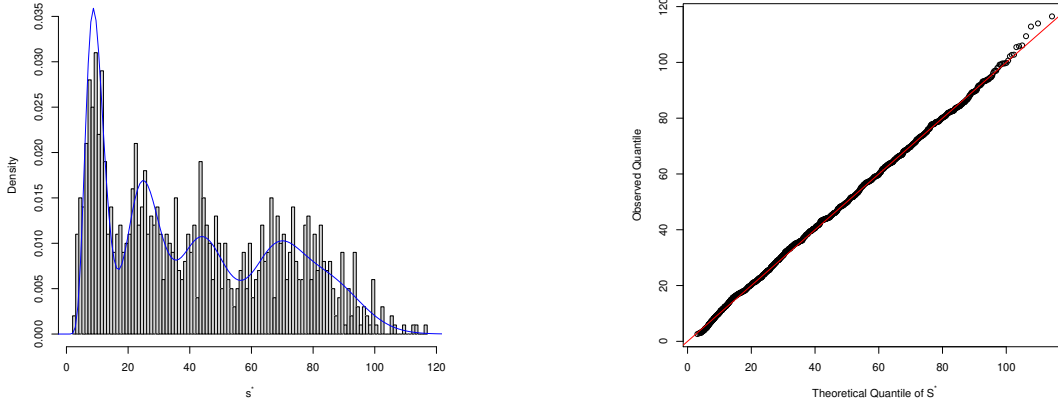 Density
0.000 0.005 0.010 0.015 0.020 0.025 0.030 0.035
0 20 40 60 80 100 120
s*
Observed Quantile
0 20 40 60 80 100 120
0 20 40 60 80 100
Theoretical Quantile of S*